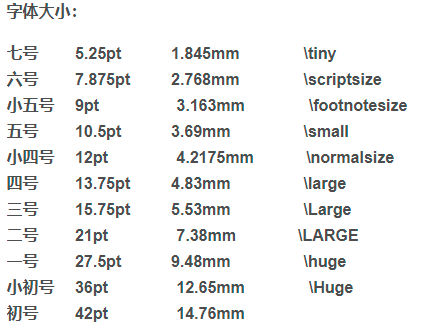 字体大小：
七号 5.25pt 1.845mm \tiny
六号 7.875pt 2.768mm \scriptsize
小五号 9pt 3.163mm \footnotesize
五号 10.5pt 3.69mm \small
小四号 12pt 4.2175mm \normalsize
四号 13.75pt 4.83mm \large
三号 15.75pt 5.53mm \Large
二号 21pt 7.38mm \LARGE
一号 27.5pt 9.48mm \huge
小初号 36pt 12.65mm \Huge
初号 42pt 14.76mm